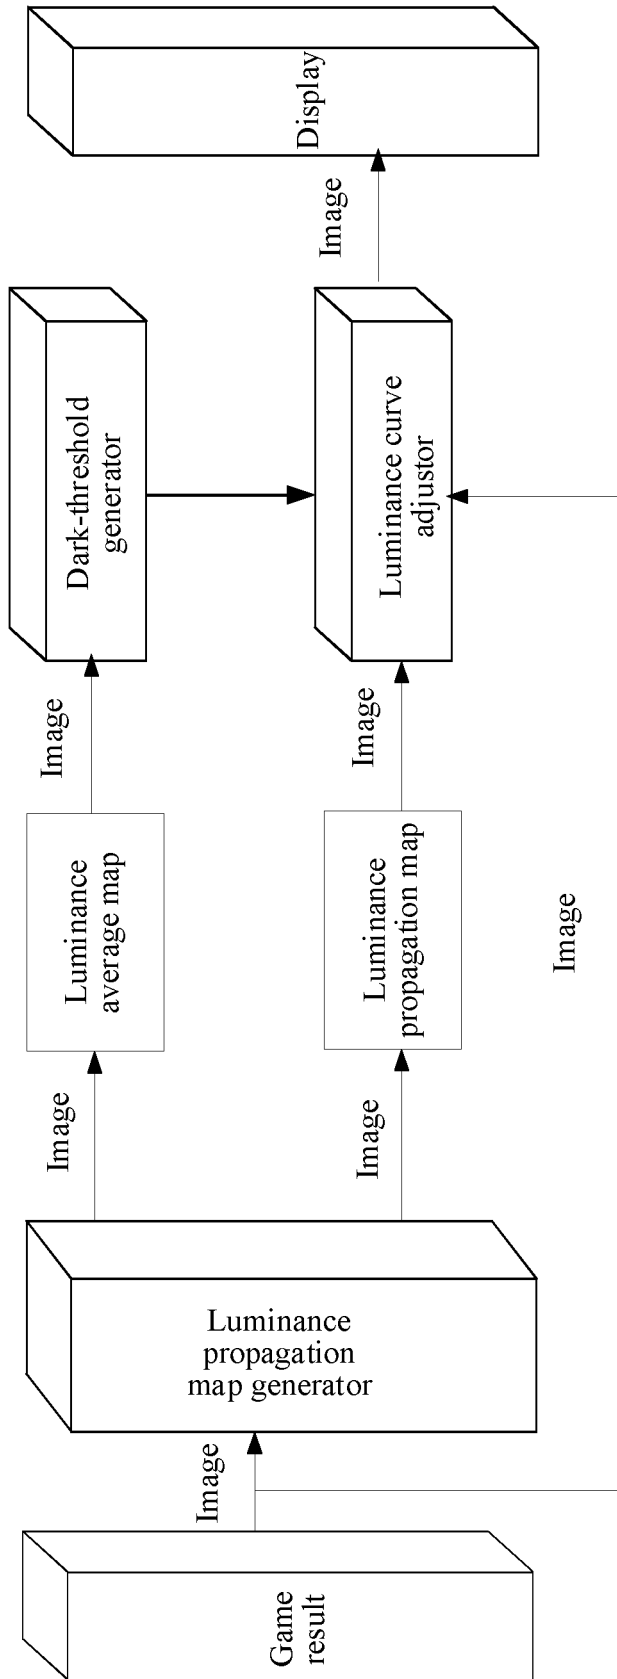 Game
result
Image
Luminance
propagation
map generator
Image
Luminance
average map
Image
Dark-threshold
generator
Image
Luminance
propagation map
Image
Luminance curve
adjustor
Image
Image
Display